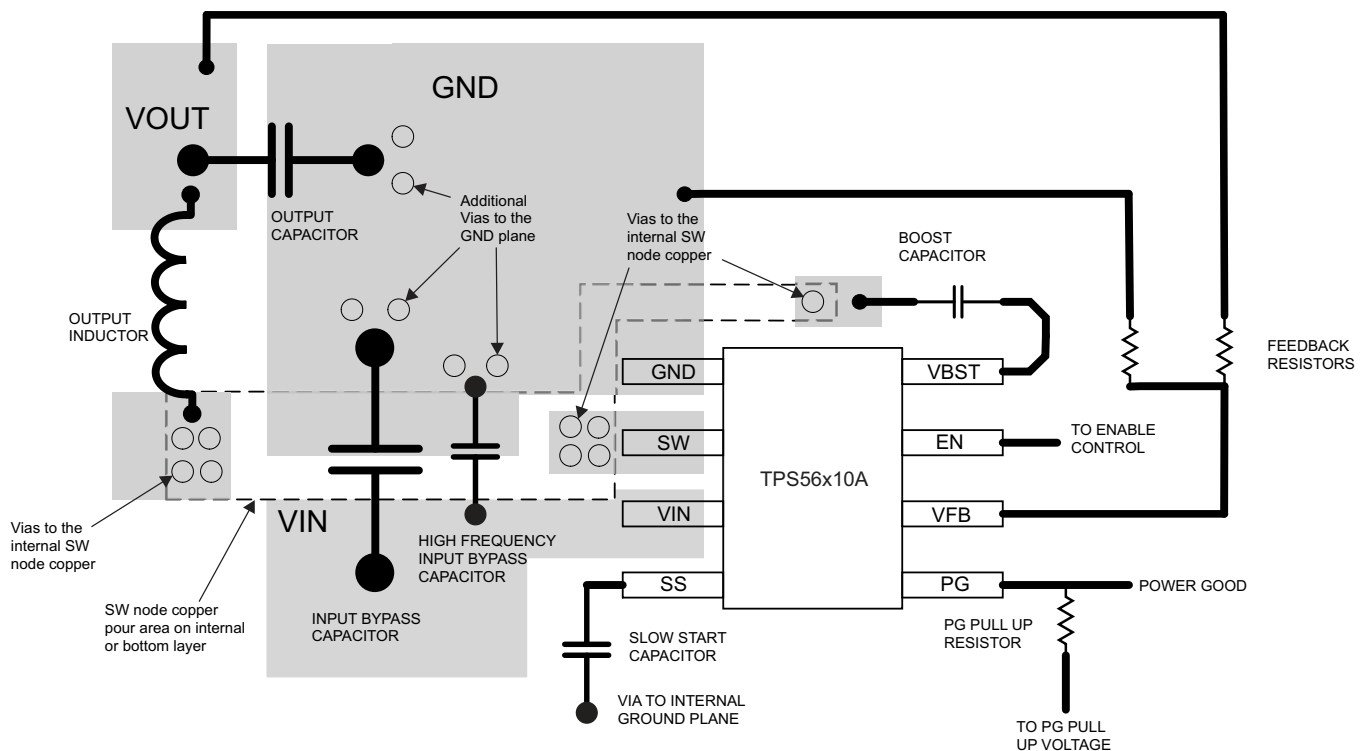 GND
VOUT
OUTPUT
CAPACITOR
Additional
Vias to the
GND plane
Vias to the
internal SW
node copper
BOOST
CAPACITOR
OUTPUT
INDUCTOR
FEEDBACK
RESISTORS
GND
VBST
SW
EN
TO ENABLE
CONTROL
TPS56x10A
VIN
VIN
VFB
Vias to the
internal SW
node copper
HIGH FREQUENCY
INPUT BYPASS
CAPACITOR
SS
PG
POWER GOOD
SW node copper
pour area on internal
or bottom layer
INPUT BYPASS
CAPACITOR
SLOW START
CAPACITOR
PG PULL UP
RESISTOR
VIA TO INTERNAL
GROUND PLANE
TO PG PULL
UP VOLTAGE